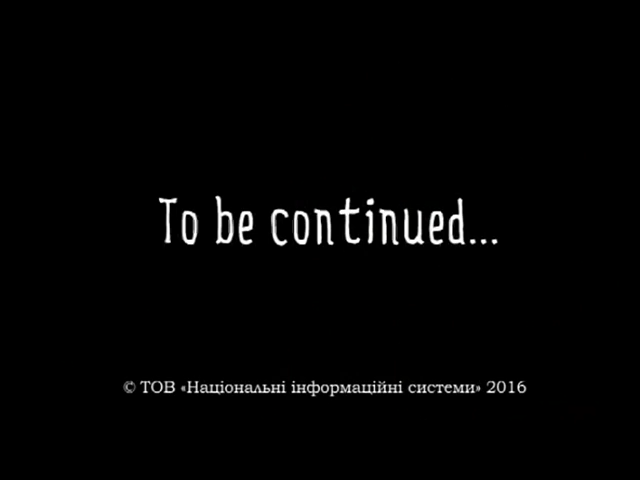 To be continued...
© ТОВ «Національні інформаційні системи» 2016